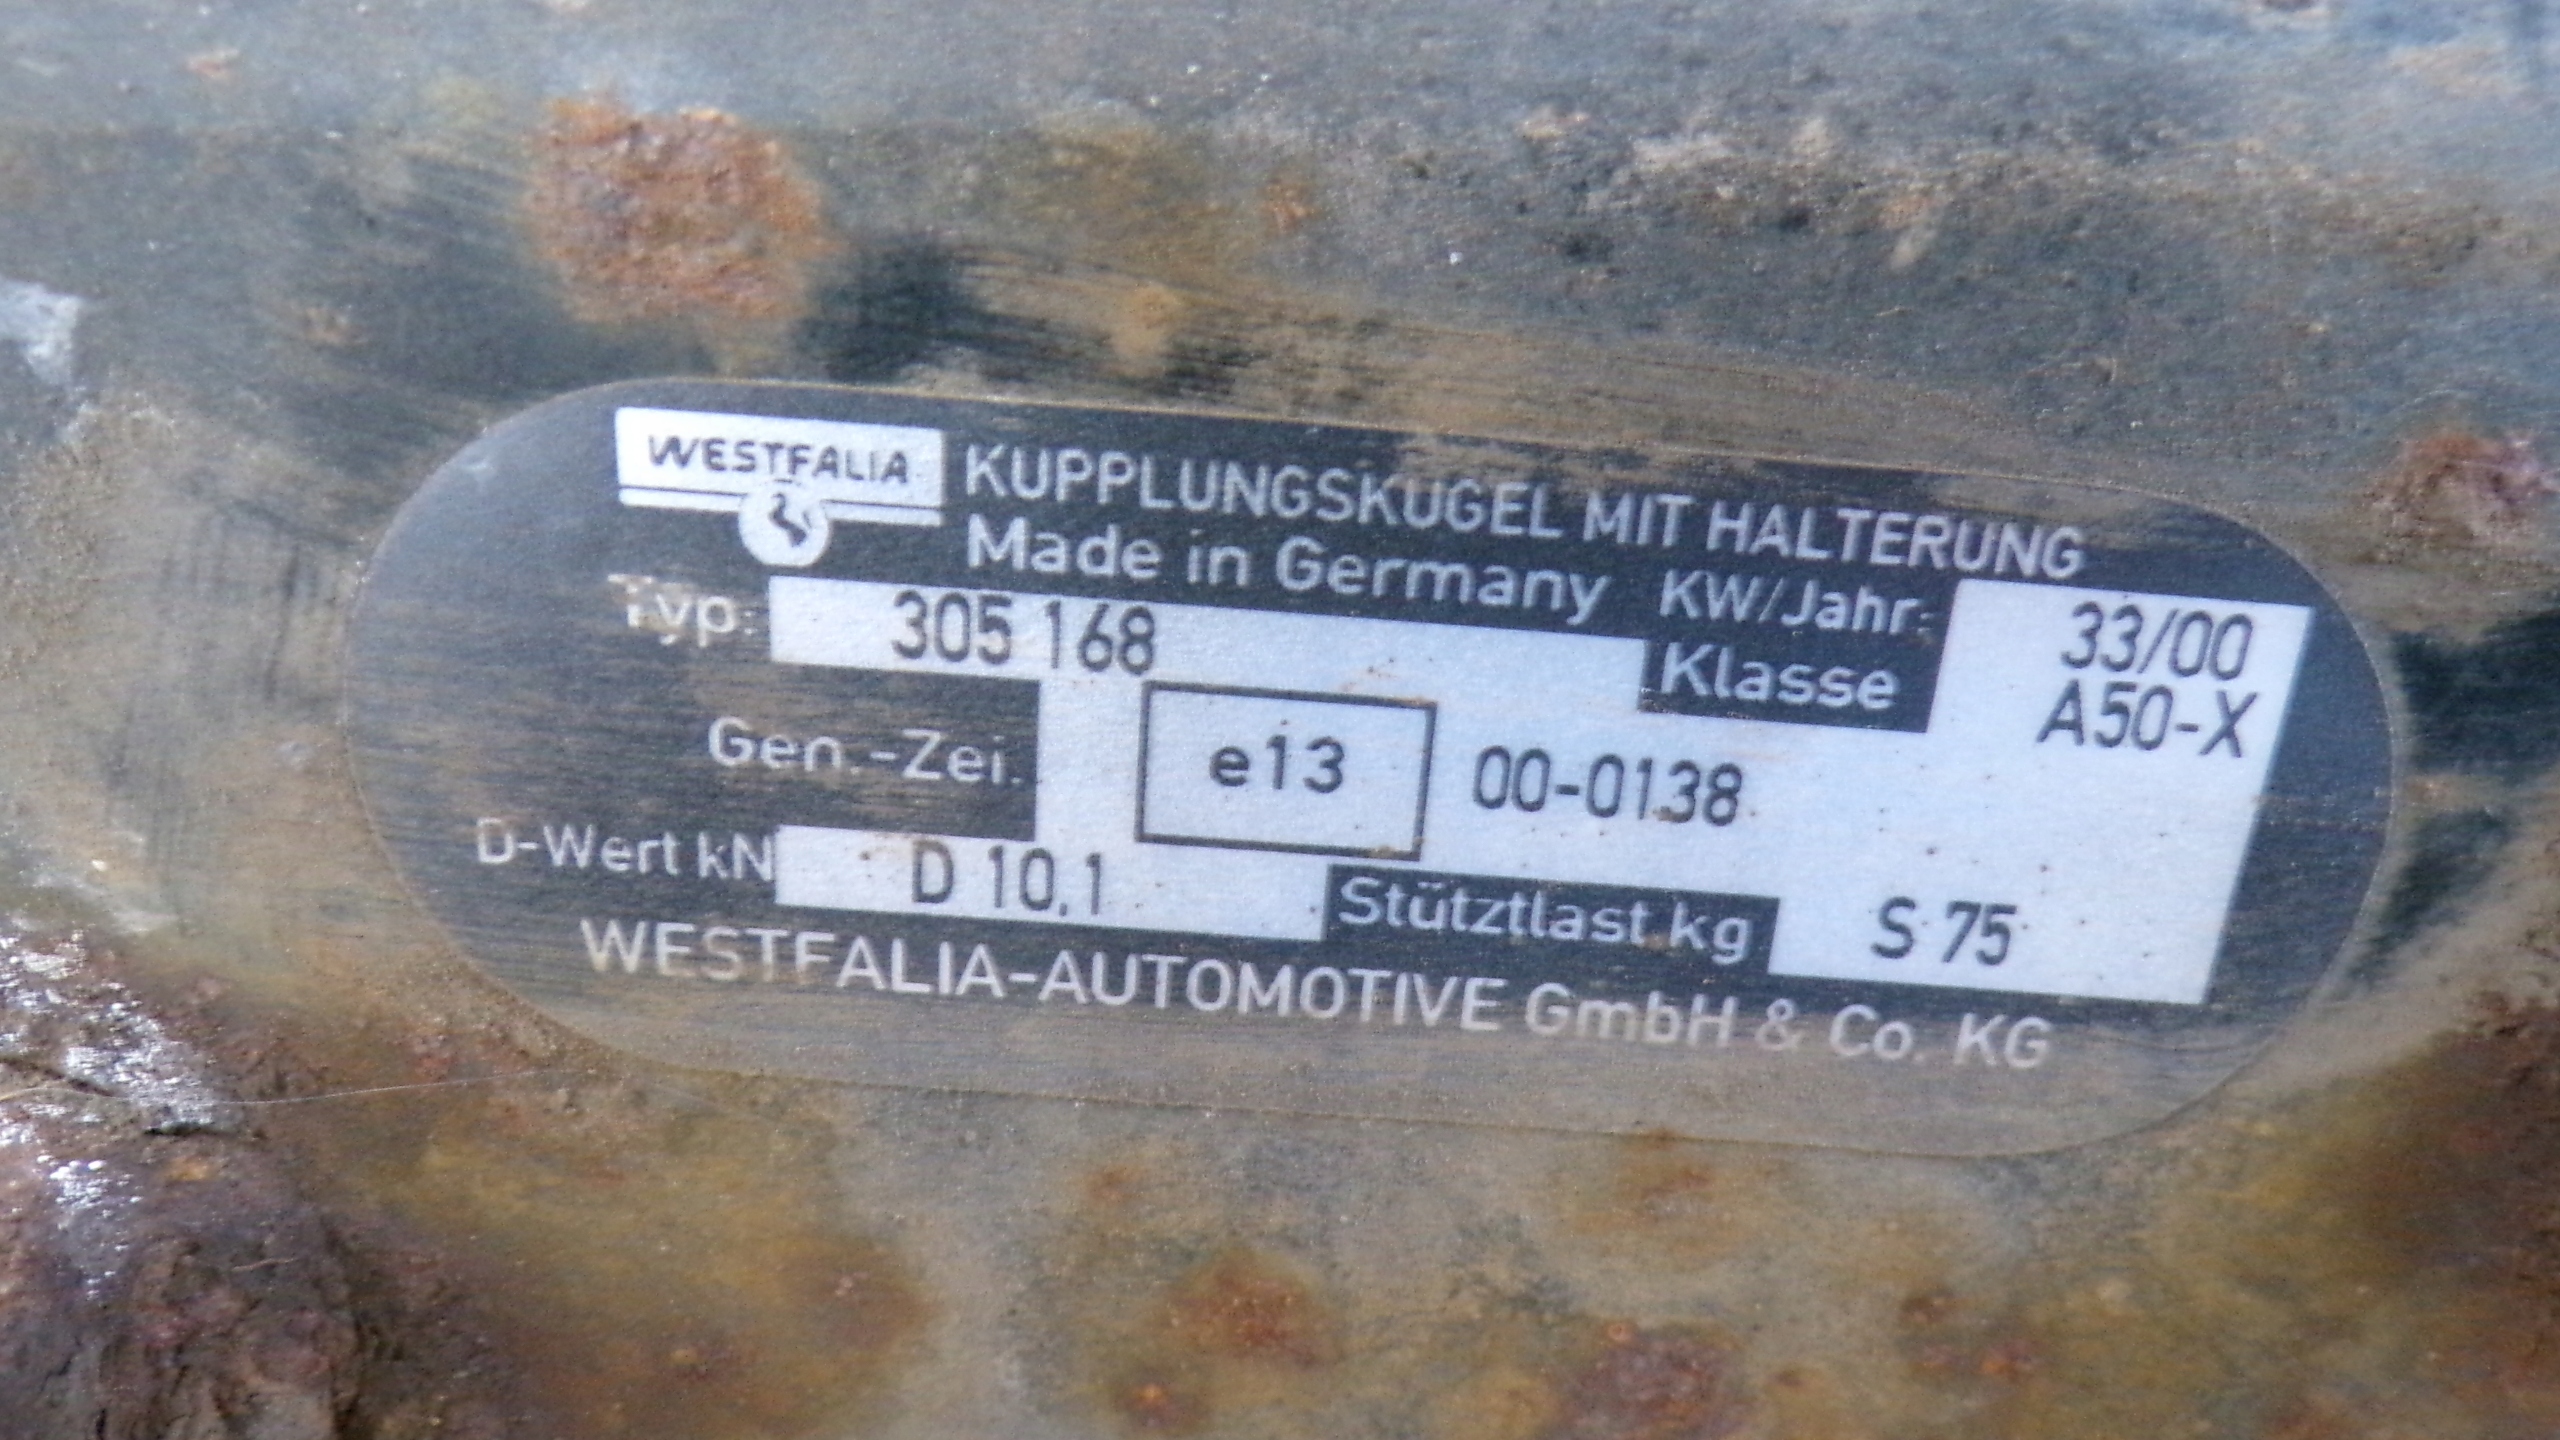 WESTFALIA KUPPLUNGSKUGEL MIT HALTERUNG
Made in Germany KW/Jahr: 33/00
Typ: 305 168 Klasse A50-X
Gen.-Zei. e13 00-0138
D-Wert kN D 10.1 Stütztlast kg S 75
WESTFALIA-AUTOMOTIVE GmbH & Co. KG